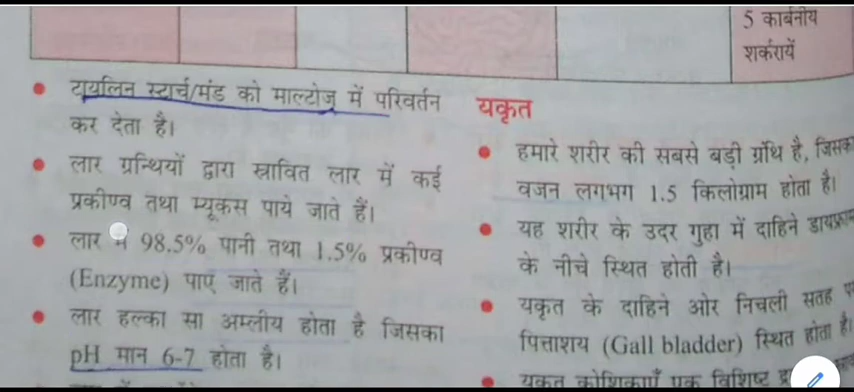 5 कार्बनीय
शर्करायें
• टायलिन स्टार्च/मंड को माल्टोज में परिवर्तन
कर देता है।
• लार ग्रन्थियों द्वारा स्रावित लार में कई
प्रकीण्व तथा म्यूकस पाये जाते हैं।
• लार में 98.5% पानी तथा 1.5% प्रकीण्व
(Enzyme) पाए जाते हैं।
• लार हल्का सा अम्लीय होता है जिसका
pH मान 6-7 होता है।
यकृत
• हमारे शरीर की सबसे बड़ी ग्रंथि है, जिसका
वजन लगभग 1.5 किलोग्राम होता है।
• यह शरीर के उदर गुहा में दाहिने डायफ्राम
के नीचे स्थित होती है।
• यकृत के दाहिने ओर निचली सतह
पित्ताशय (Gall bladder) स्थित होता है।
• यकृत कोशिकाएँ एक विशिष्ट